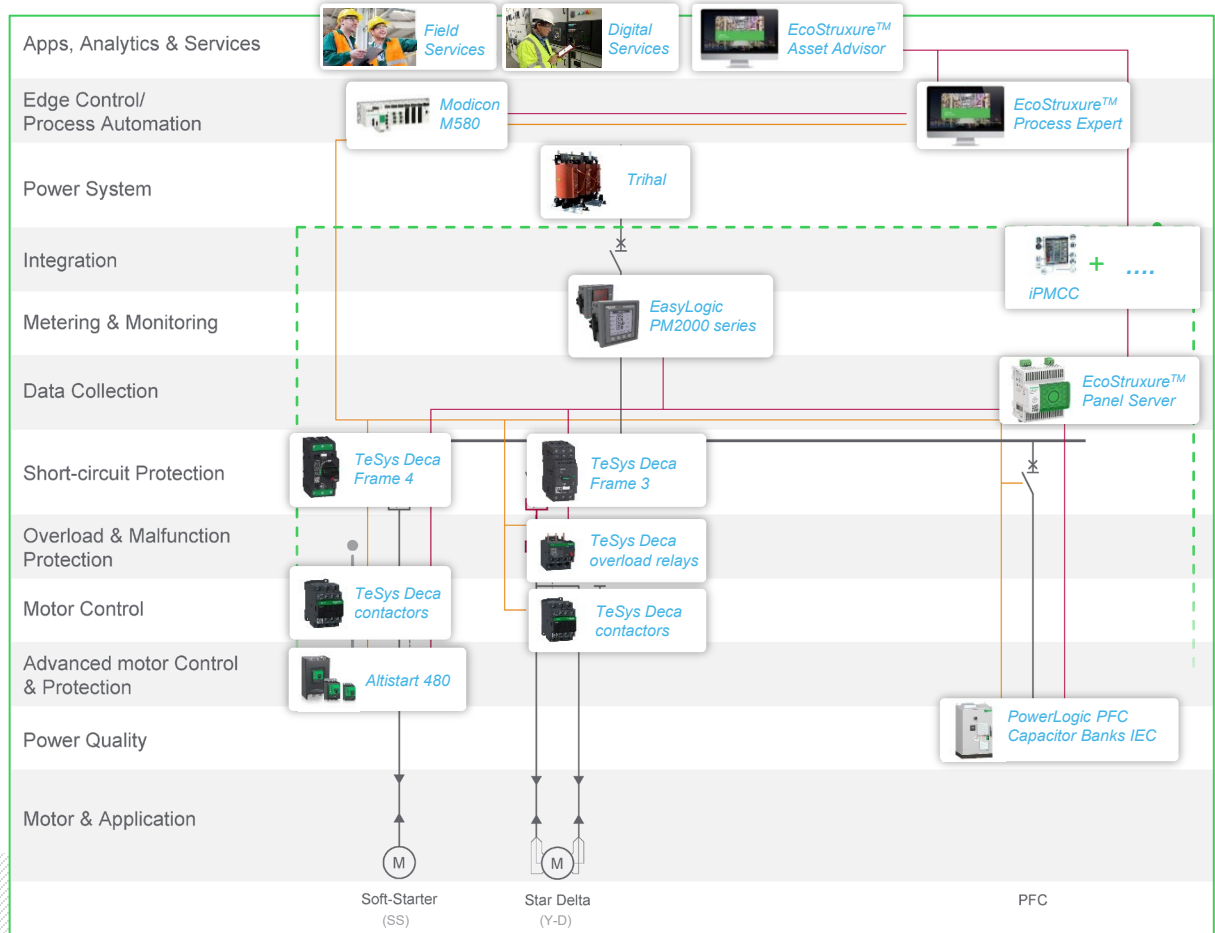 Apps, Analytics & Services
Field
Services
Digital
Services
EcoStruxure™
Asset Advisor
Edge Control/
Process Automation
Modicon
M580
EcoStruxure™
Process Expert
Power System
Trihal
Integration
+ ....
iPMCC
Metering & Monitoring
EasyLogic
PM2000 series
Data Collection
EcoStruxure™
Panel Server
Short-circuit Protection
TeSys Deca
Frame 4
TeSys Deca
Frame 3
Overload & Malfunction
Protection
TeSys Deca
overload relays
Motor Control
TeSys Deca
contactors
TeSys Deca
contactors
Advanced motor Control
& Protection
Altistart 480
Power Quality
PowerLogic PFC
Capacitor Banks IEC
Motor & Application
M
M
Soft-Starter
(SS)
Star Delta
(Y-D)
PFC